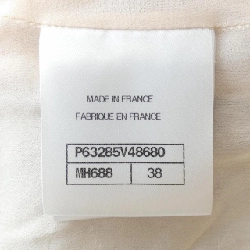 MADE IN FRANCE
FABRIQUE EN FRANCE
P63285V48680
MH688 38